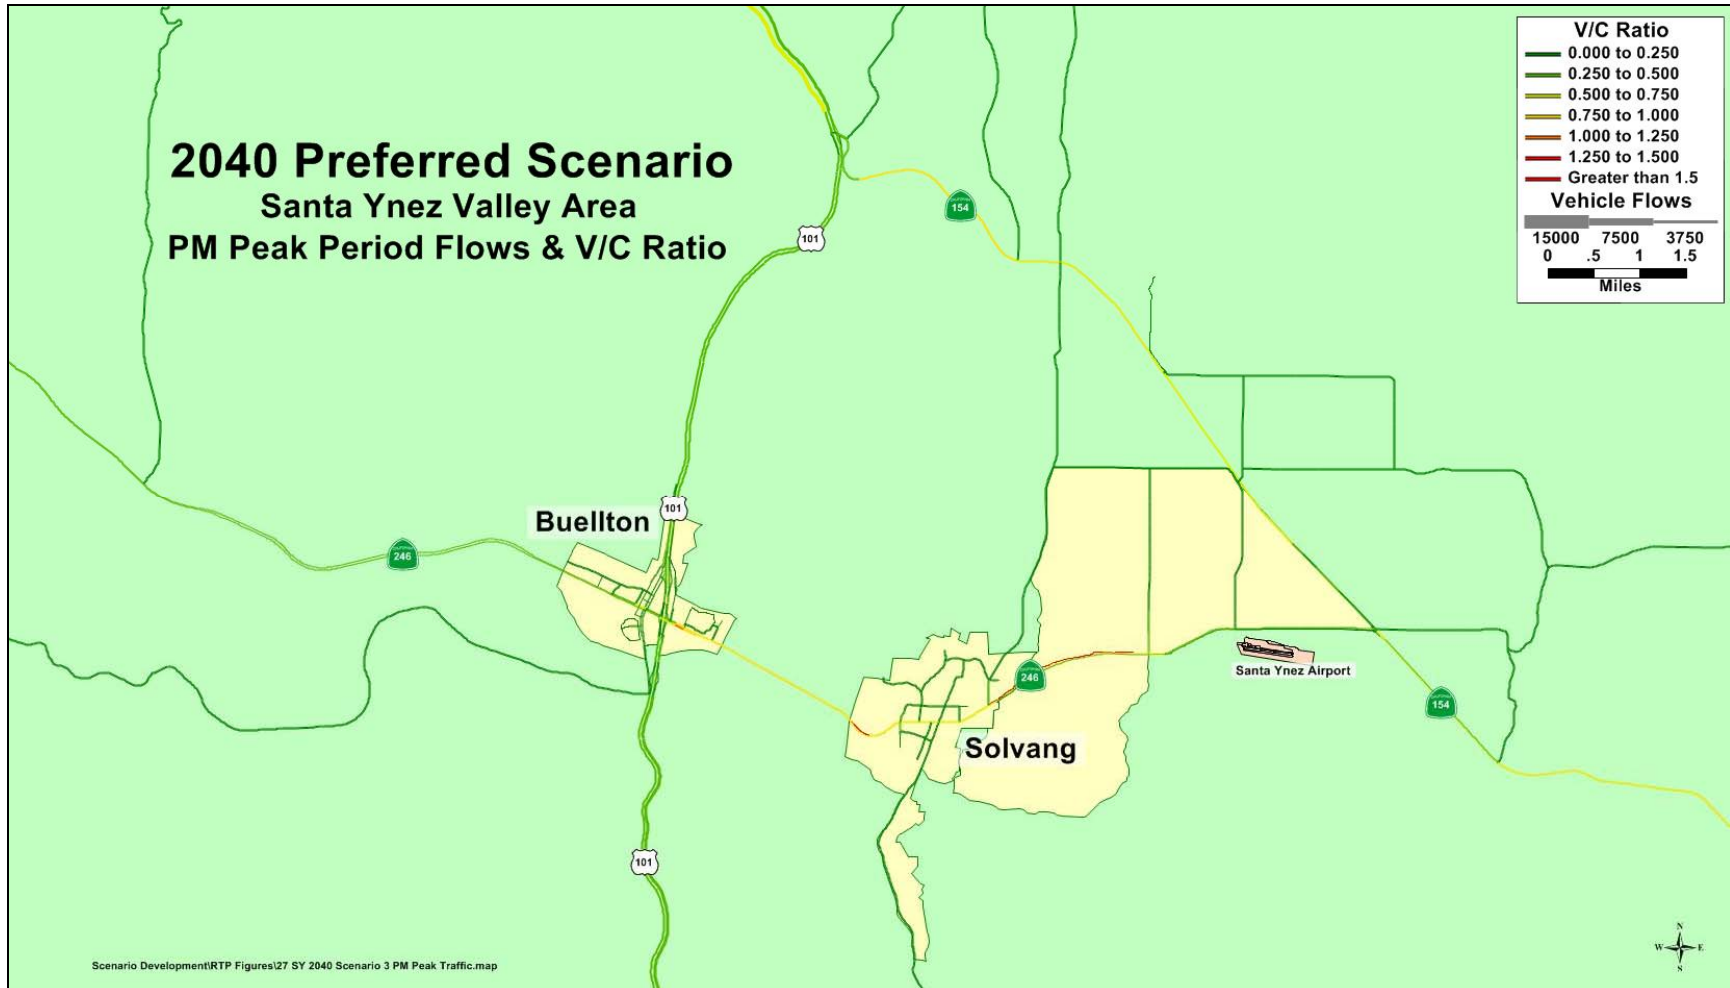 2040 Preferred Scenario
Santa Ynez Valley Area
PM Peak Period Flows & V/C Ratio
V/C Ratio
0.000 to 0.250
0.250 to 0.500
0.500 to 0.750
0.750 to 1.000
1.000 to 1.250
1.250 to 1.500
Greater than 1.5
Vehicle Flows
15000 7500 3750
0 .5 1 1.5
Miles
154
101
101
Buellton
246
246
Santa Ynez Airport
154
Solvang
101
N
W E
S
Scenario Development\RTP Figures\27 SY 2040 Scenario 3 PM Peak Traffic.map